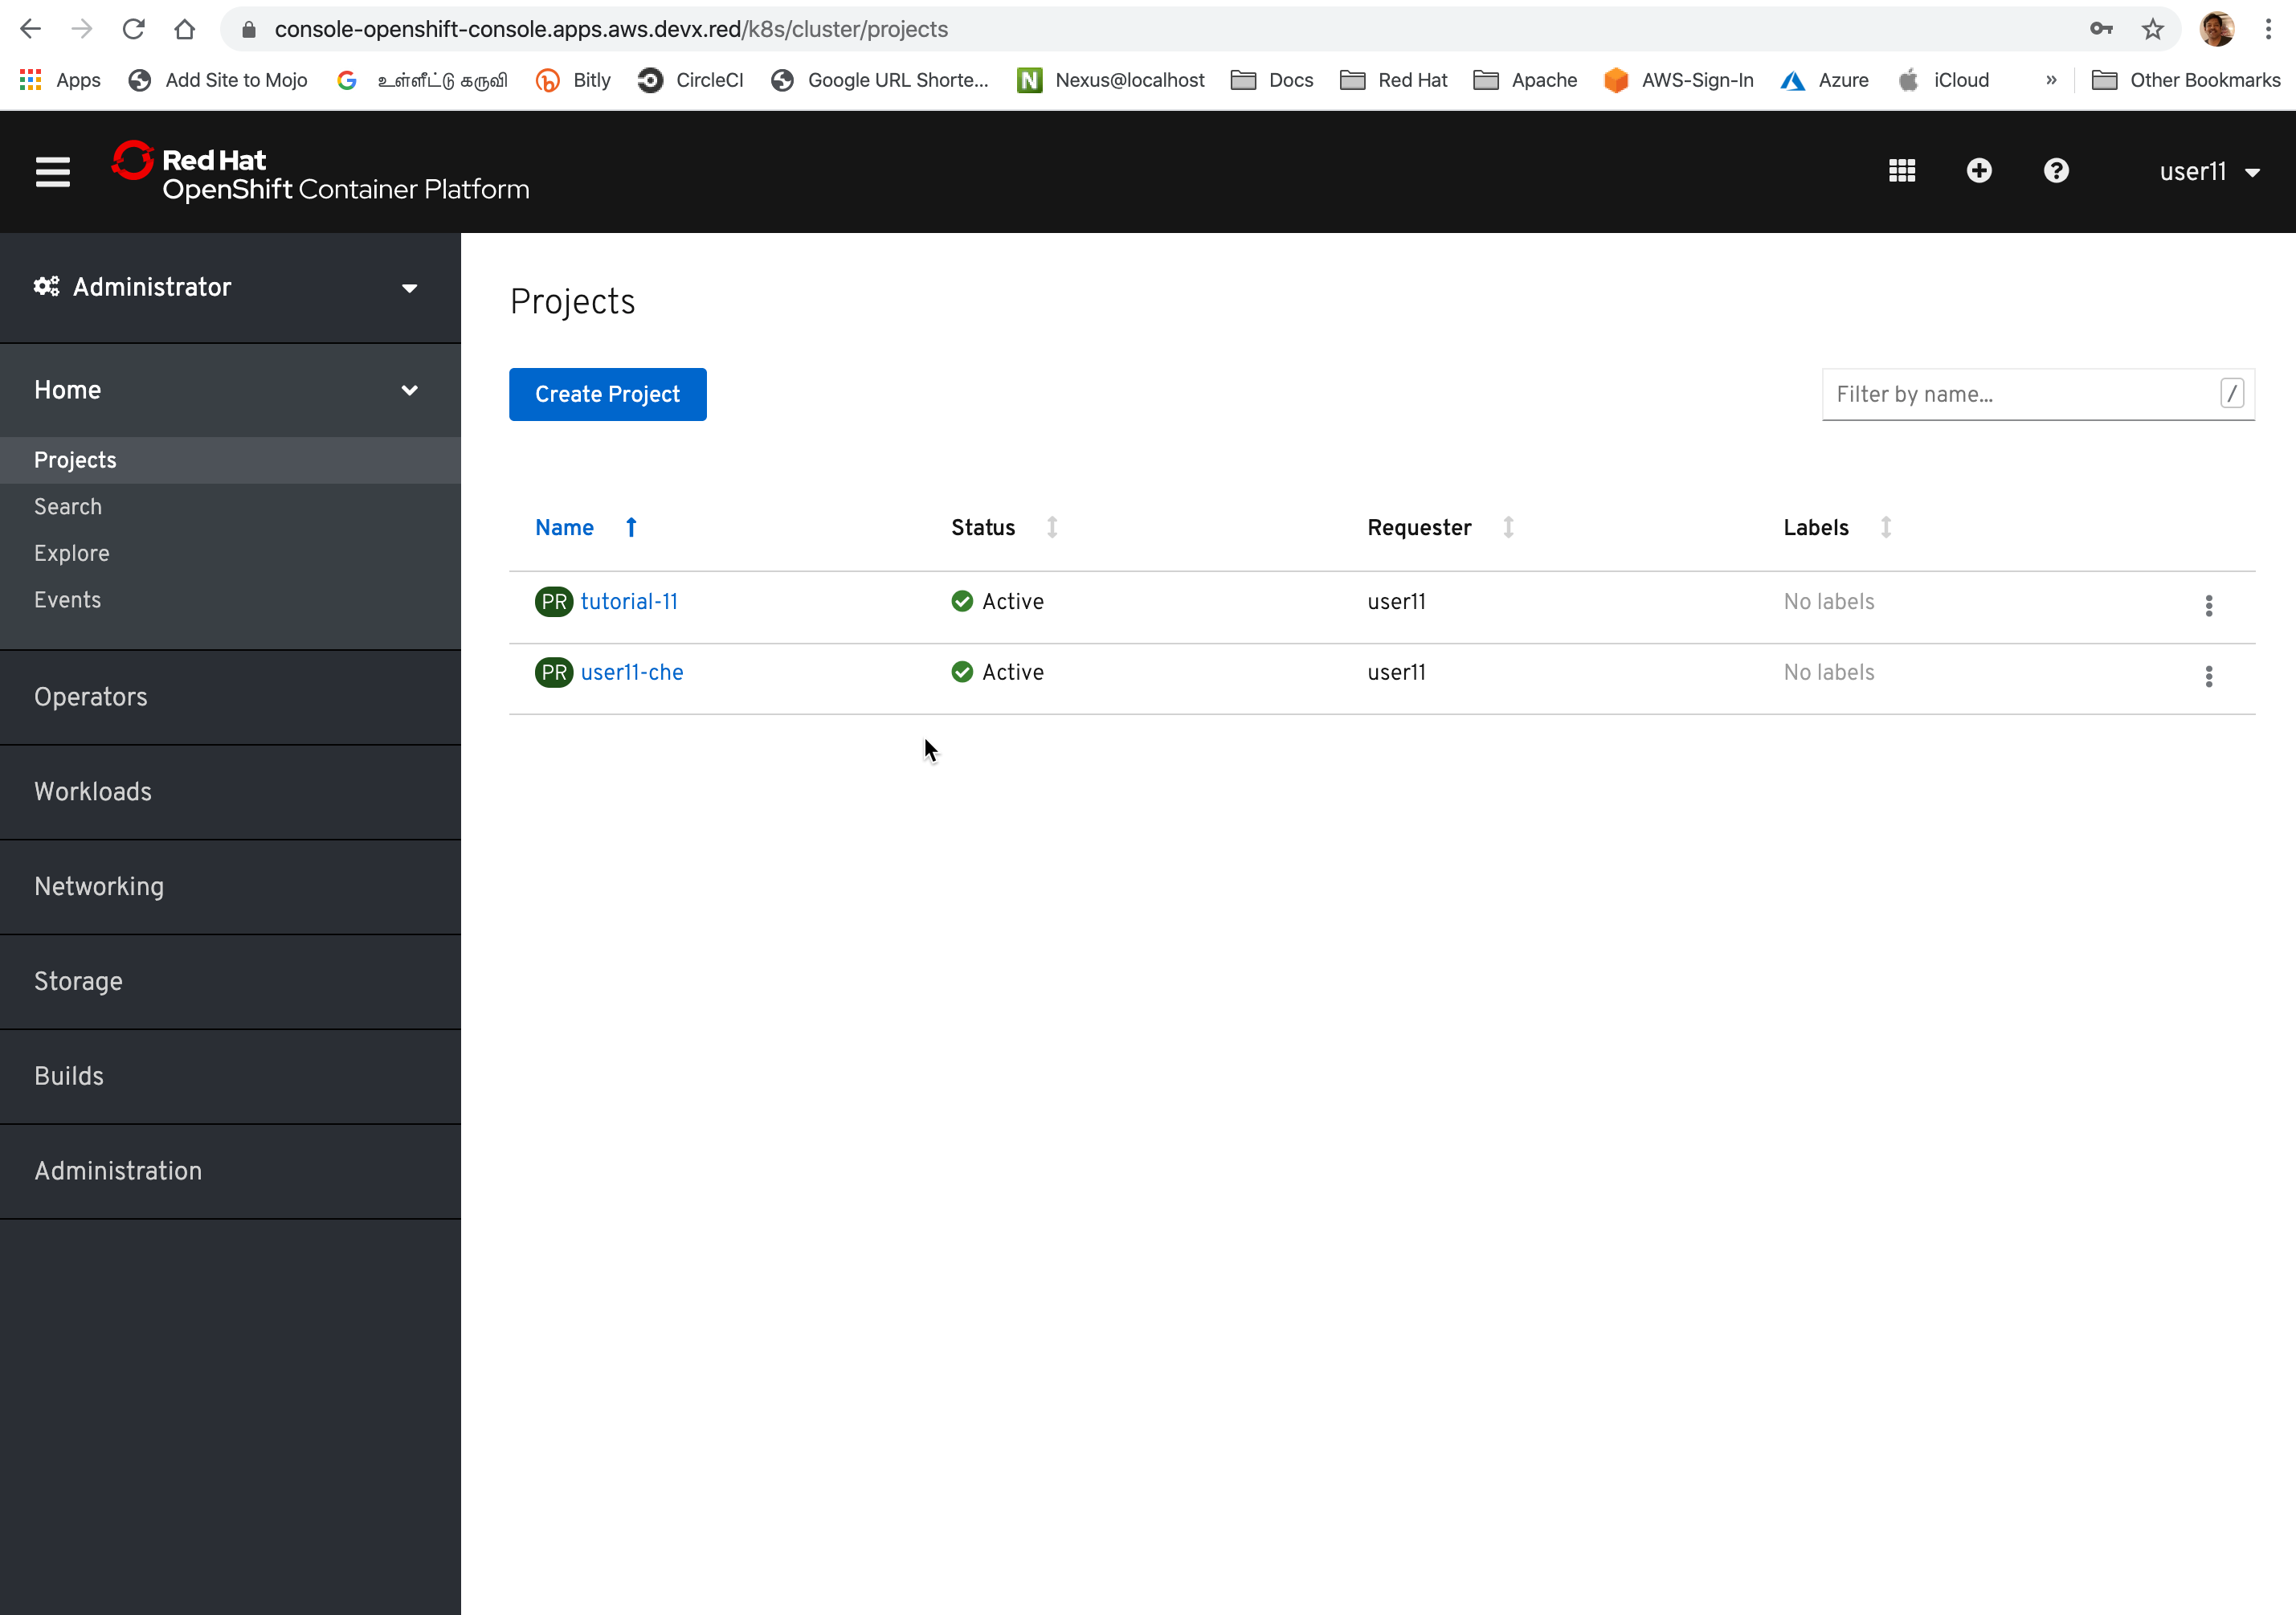 console-openshift-console.apps.aws.devx.red/k8s/cluster/projects
Apps Add Site to Mojo உள்ளீட்டு கருவி Bitly CircleCI Google URL Shorte... Nexus@localhost Docs Red Hat Apache AWS-Sign-In Azure iCloud » Other Bookmarks
Red Hat
OpenShift Container Platform
user11
Administrator
Home
Projects
Search
Explore
Events
Operators
Workloads
Networking
Storage
Builds
Administration
Projects
Create Project
Filter by name... /
Name Status Requester Labels
PR tutorial-11 Active user11 No labels
PR user11-che Active user11 No labels